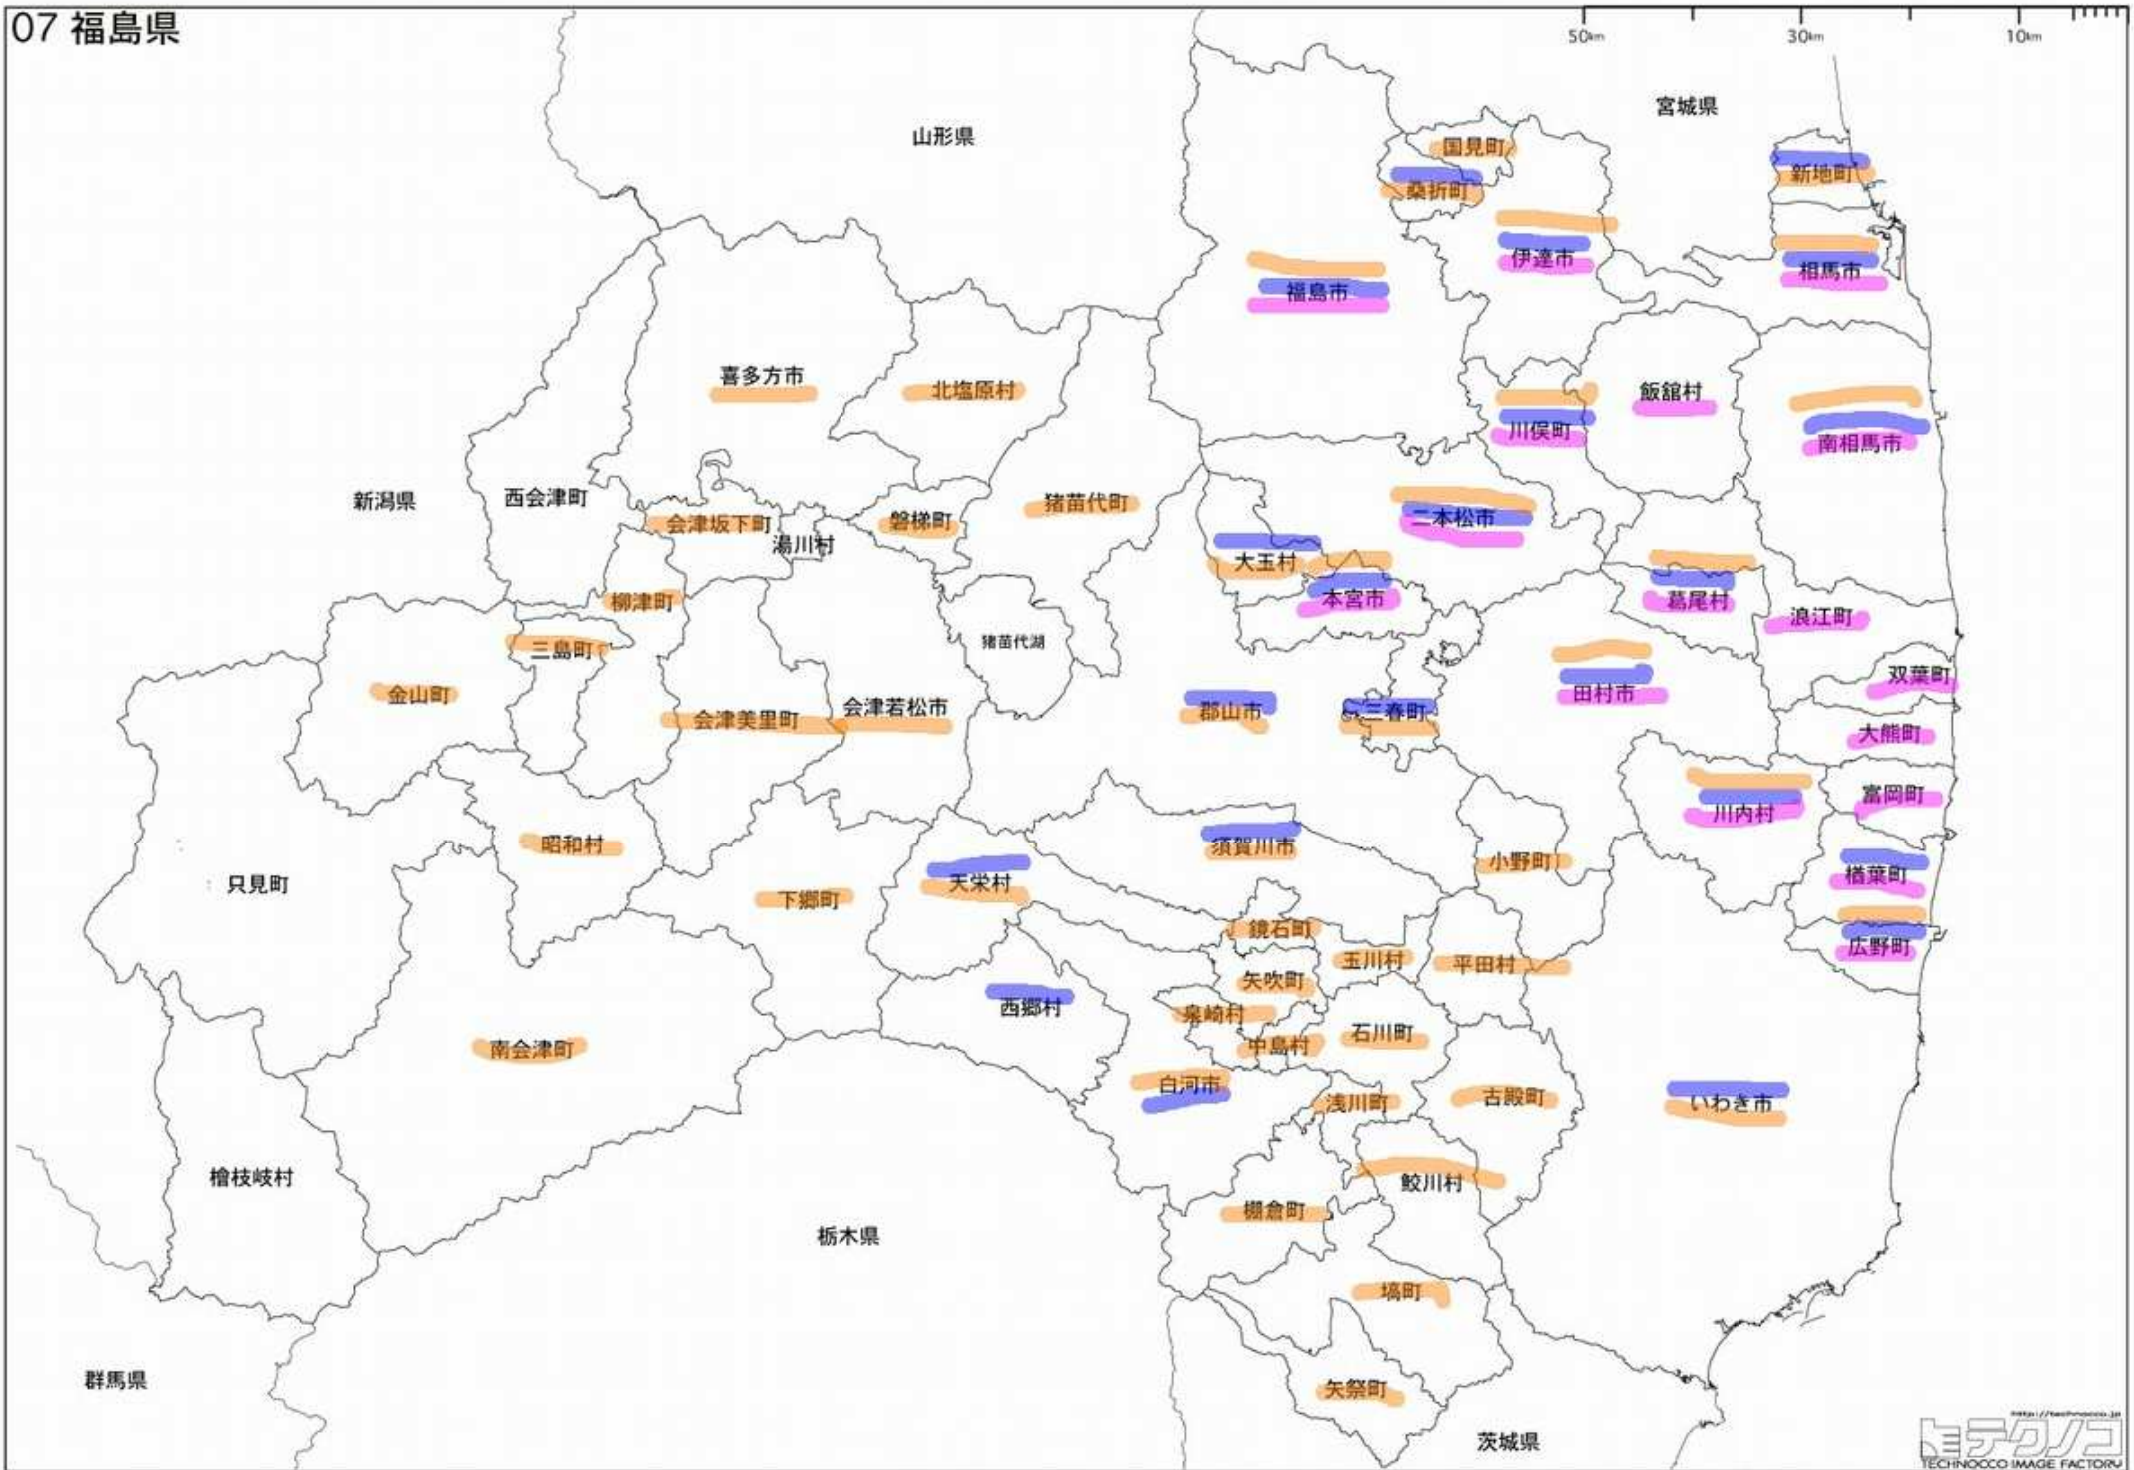 07 福島県
50km 30km 10km
宮城県
山形県
国見町
新地町
桑折町
伊達市
相馬市
福島市
喜多方市
北塩原村
飯舘村
川俣町
南相馬市
新潟県
西会津町
猪苗代町
会津坂下町
磐梯町
二本松市
湯川村
大玉村
柳津町
本宮市
葛尾村
浪江町
三島町
猪苗代湖
双葉町
金山町
田村市
会津若松市
郡山市
三春町
会津美里町
大熊町
富岡町
川内村
昭和村
須賀川市
小野町
楢葉町
只見町
天栄村
下郷町
鏡石町
広野町
玉川村
平田村
矢吹町
西郷村
泉崎村
石川町
南会津町
中島村
白河市
古殿町
浅川町
いわき市
檜枝岐村
鮫川村
棚倉町
栃木県
塙町
群馬県
矢祭町
茨城県
http://technocco.jp
テクノコ
TECHNOCCO IMAGE FACTORY